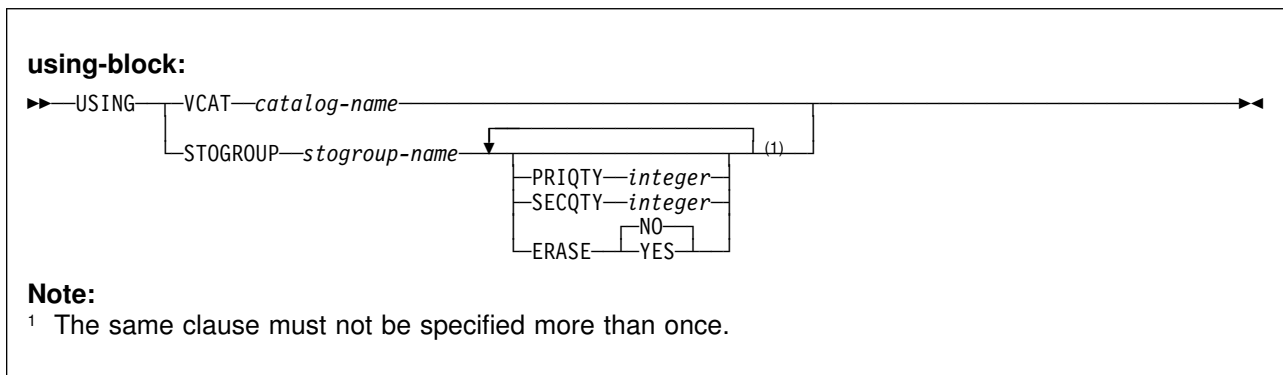 using-block:
USING VCAT catalog-name
STOGROUP stogroup-name (1)
PRIQTY integer
SECQTY integer
NO
ERASE YES
Note:
1 The same clause must not be specified more than once.